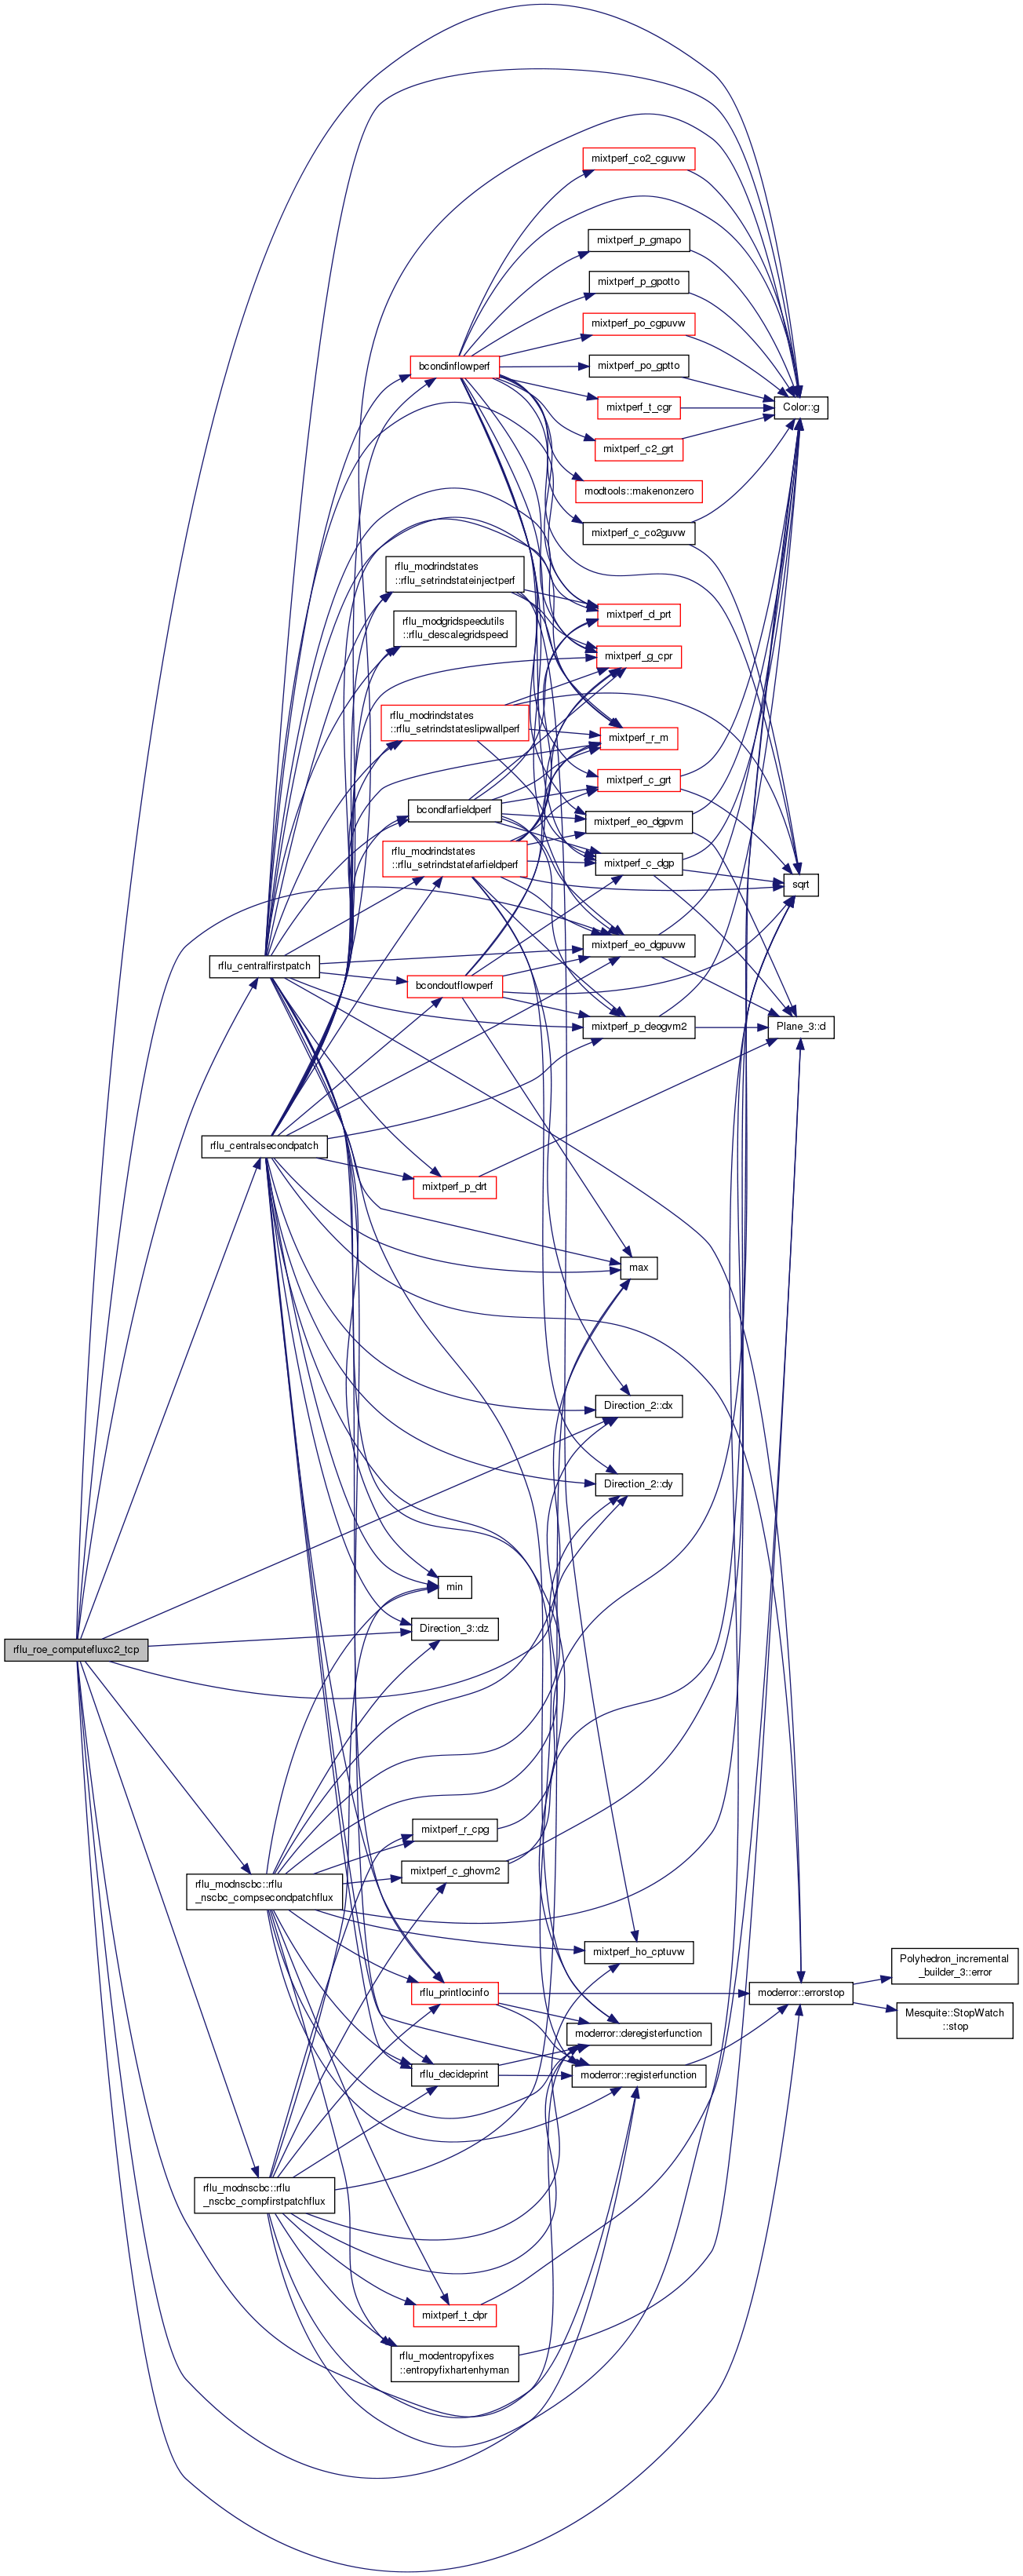 mixtperf_co2_cguvw
mixtperf_p_gmapo
mixtperf_p_gpotto
mixtperf_po_cgpuvw
bcondinflowperf
mixtperf_po_gptto
mixtperf_t_cgr
Color::g
mixtperf_c2_grt
modtools::makenonzero
mixtperf_c_co2guvw
rflu_modrindstates
::rflu_setrindstateinjectperf
rflu_modgridspeedutils
::rflu_descalegridspeed
mixtperf_d_prt
mixtperf_g_cpr
rflu_modrindstates
::rflu_setrindstateslipwallperf
mixtperf_r_m
mixtperf_c_grt
bcondfarfieldperf
mixtperf_eo_dgpvm
rflu_modrindstates
::rflu_setrindstatefarfieldperf
mixtperf_c_dgp
sqrt
mixtperf_eo_dgpuvw
rflu_centralfirstpatch
bcondoutflowperf
mixtperf_p_deogvm2
Plane_3::d
rflu_centralsecondpatch
mixtperf_p_drt
max
Direction_2::dx
Direction_2::dy
min
Direction_3::dz
rflu_roe_computefluxc2_tcp
mixtperf_r_cpg
mixtperf_c_ghovm2
rflu_modnscbc::rflu
_nscbc_compsecondpatchflux
mixtperf_ho_cptuvw
Polyhedron_incremental
_builder_3::error
rflu_printlocinfo
moderror::errorstop
Mesquite::StopWatch
::stop
moderror::deregisterfunction
rflu_decideprint
moderror::registerfunction
rflu_modnscbc::rflu
_nscbc_compfirstpatchflux
mixtperf_t_dpr
rflu_modentropyfixes
::entropyfixhartenhyman